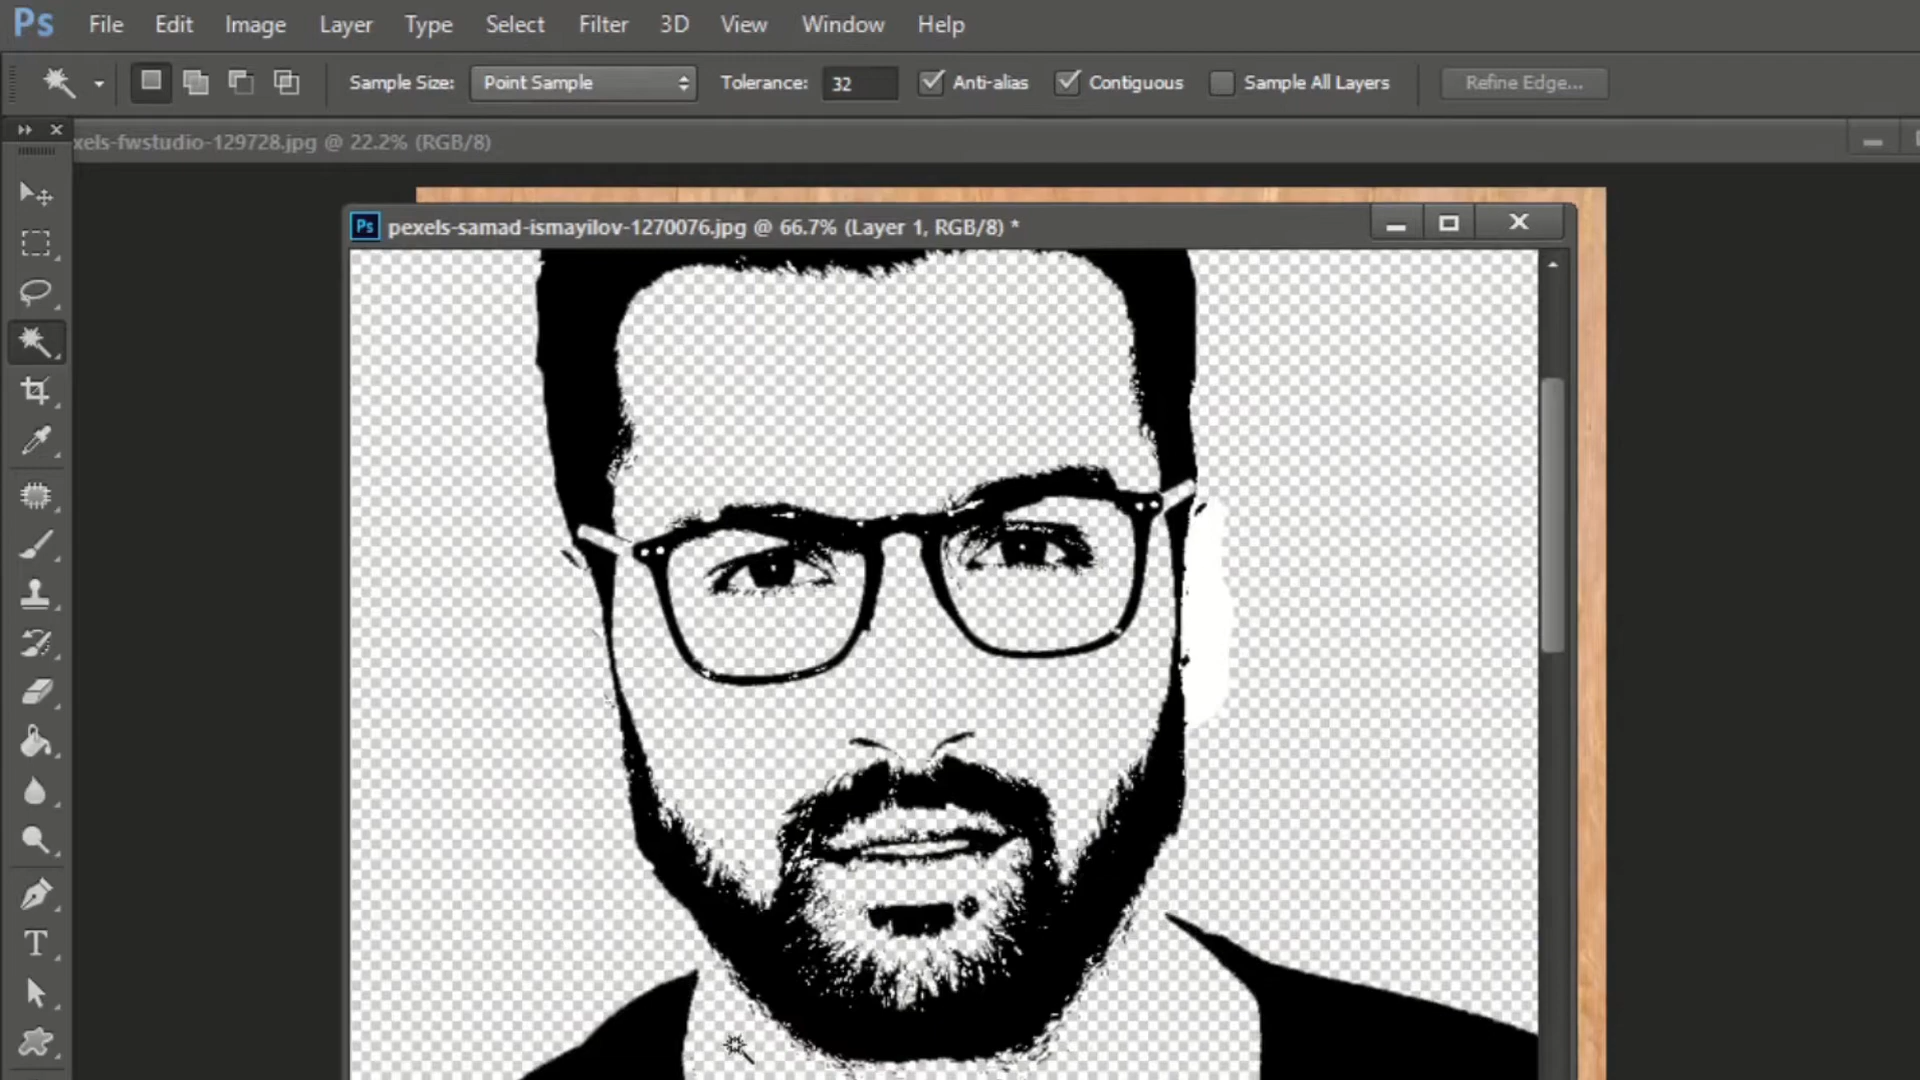 Ps File Edit Image Layer Type Select Filter 3D View Window Help
Sample Size: Point Sample Tolerance: 32 Anti-alias Contiguous Sample All Layers Refine Edge...
xels-fwstudio-129728.jpg @ 22.2% (RGB/8)
Ps pexels-samad-ismayilov-1270076.jpg @ 66.7% (Layer 1, RGB/8) *
T